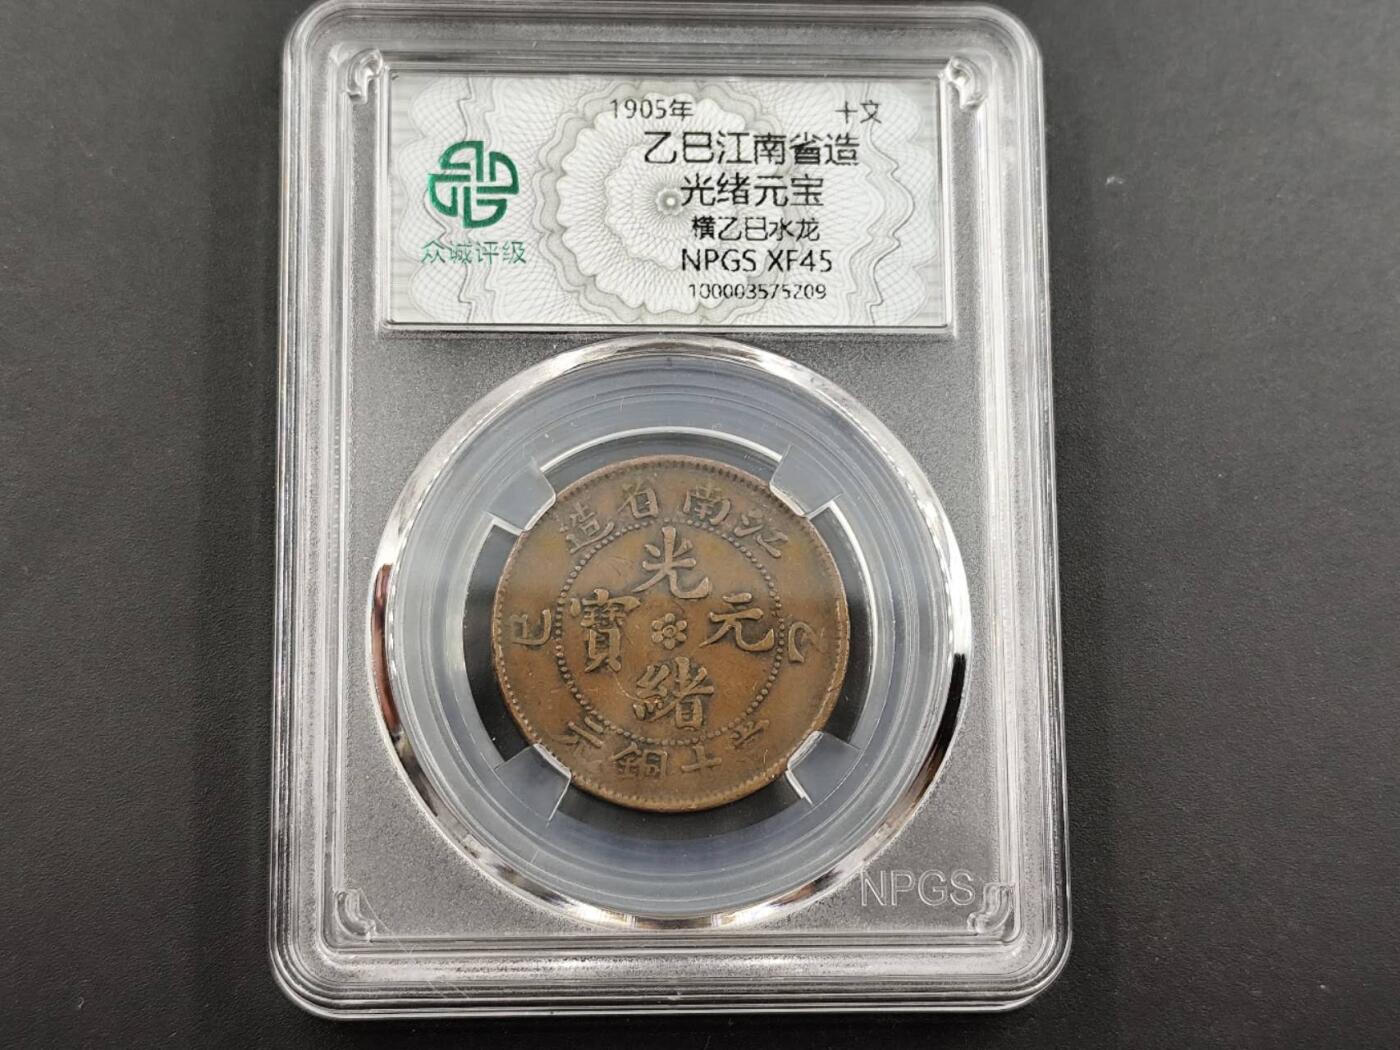 1905年 十文
乙巳江南省造
光绪元宝
横乙巳水龙
NPGS XF45
100003575209
众诚评级
造省南江
光
寶 元
緒
巳 乙
元銅十當
NPGS